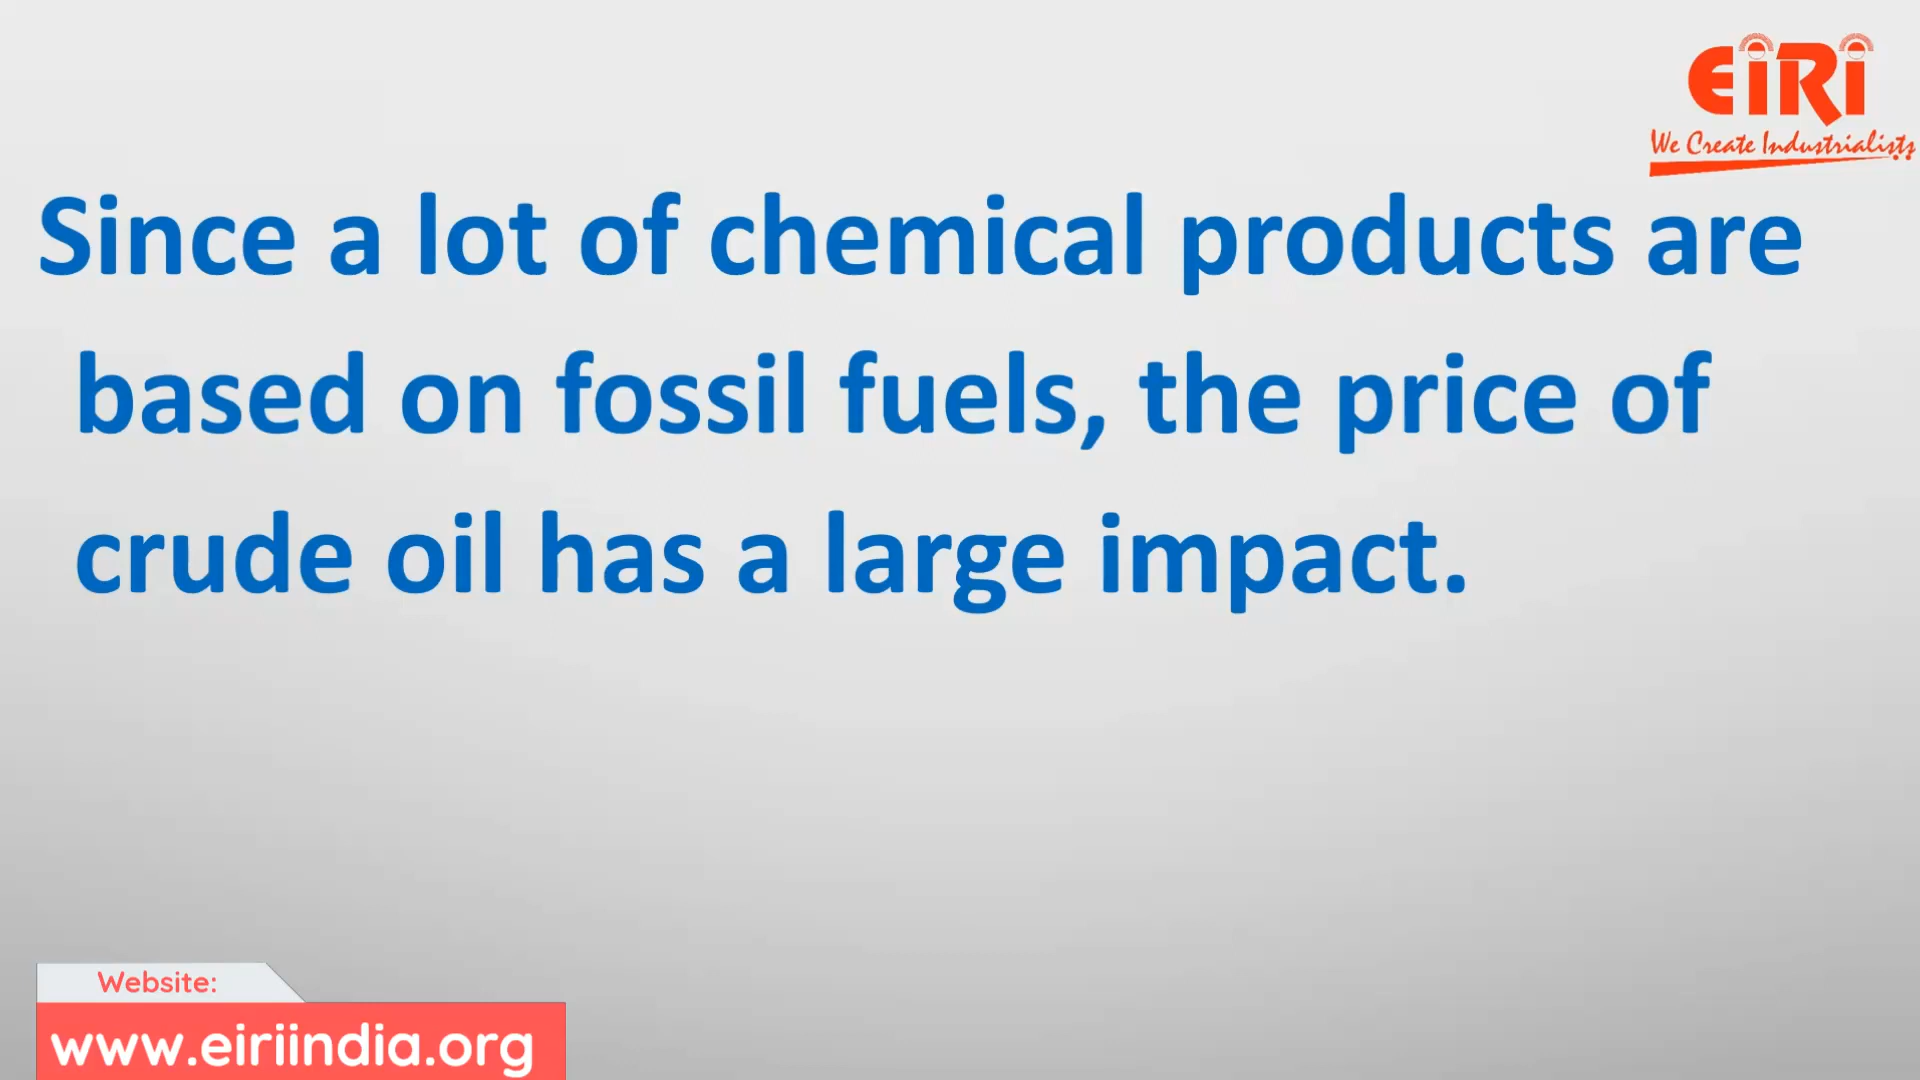 EiRi
We Create Industrialists
Since a lot of chemical products are
based on fossil fuels, the price of
crude oil has a large impact.
Website:
www.eiriindia.org